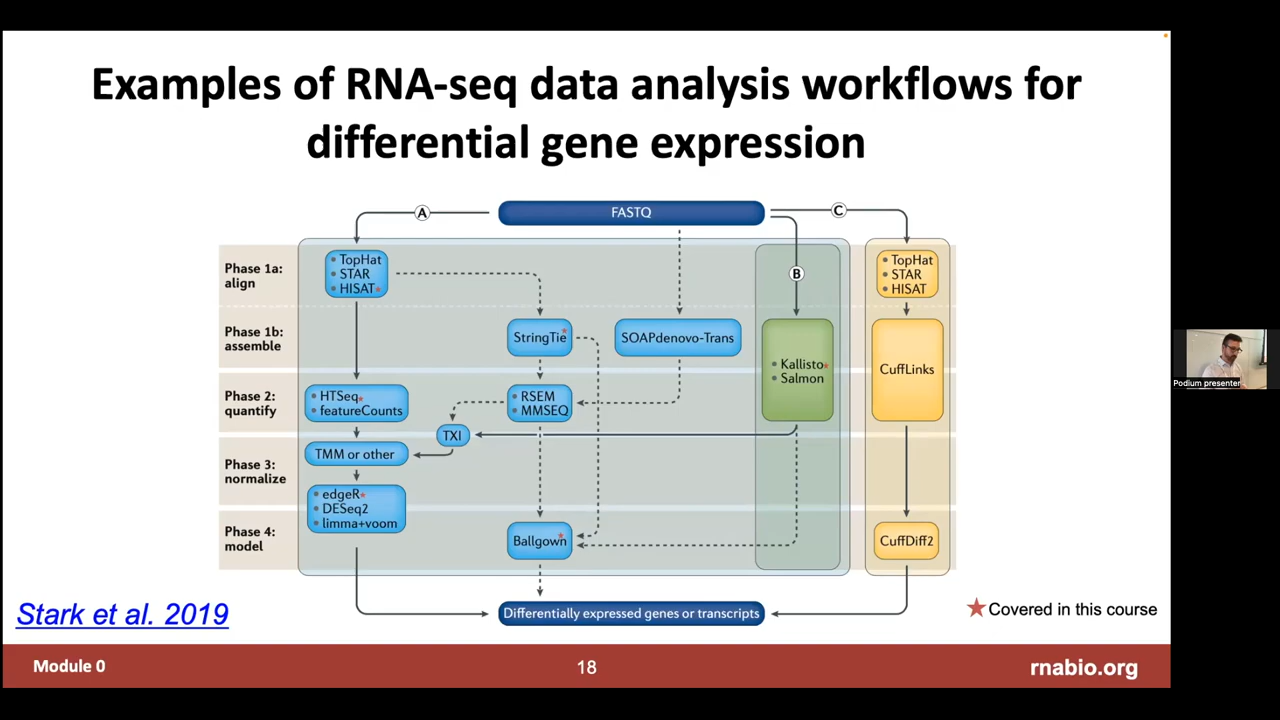 Examples of RNA-seq data analysis workflows for
differential gene expression
A
FASTQ
C
Phase 1a:
align
• TopHat
• STAR
• HISAT
B
• TopHat
• STAR
• HISAT
Phase 1b:
assemble
StringTie
SOAPdenovo-Trans
• Kallisto
• Salmon
CuffLinks
Phase 2:
quantify
• HTSeq
• featureCounts
• RSEM
• MMSEQ
TXI
Phase 3:
normalize
TMM or other
• edgeR
• DESeq2
• limma+voom
Phase 4:
model
Ballgown
CuffDiff2
Differentially expressed genes or transcripts
Stark et al. 2019
★Covered in this course
Module 0
18
rnabio.org
Podium presenter